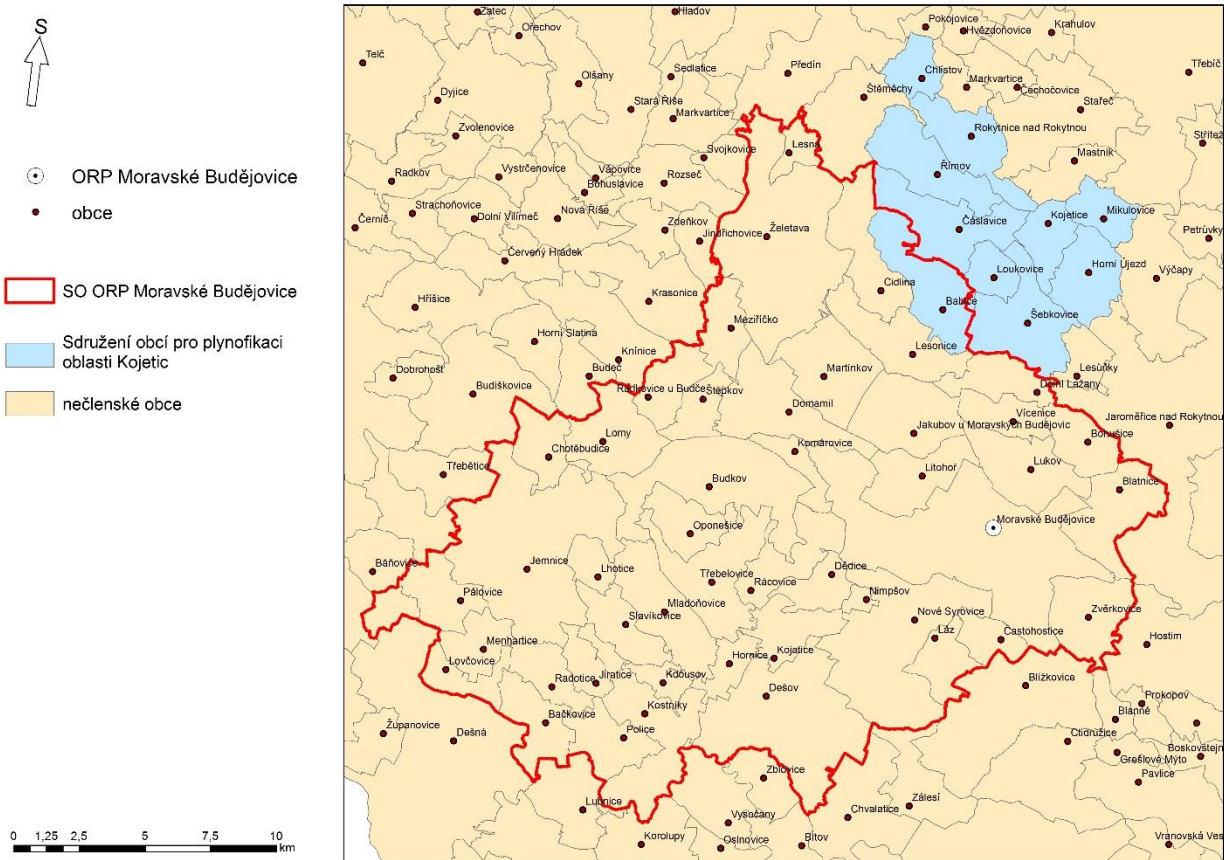 S
ORP Moravské Budějovice
obce
SO ORP Moravské Budějovice
Sdružení obcí pro plynofikaci
oblasti Kojetic
nečlenské obce
0 1,25 2,5 5 7,5 10
km
Žatec
Ořechov
Hladov
Pokojovice
Hvězdoňovice
Krahulov
Telč
Olšany
Sedlatice
Předín
Chlístov
Markvartice
Čechočovice
Třebíč
Štěměchy
Dyjice
Stará Říše
Markvartice
Stařeč
Zvolenovice
Rokytnice nad Rokytnou
Střítež
Svojkovice
Lesná
Mastník
Radkov
Vystrčenovice
Vápovice
Bohuslavice
Rozseč
Římov
Strachoňovice
Dolní Vilímeč
Nová Říše
Černíč
Zdeňkov
Jindřichovice
Želetava
Čáslavice
Kojetice
Mikulovice
Petrůvky
Červený Hrádek
Loukovice
Horní Újezd
Výčapy
Hříšice
Krasonice
Cidlina
Babice
Meziříčko
Šebkovice
Horní Slatina
Knínice
Lesonice
Dobrohošť
Budeč
Martínkov
Lesůňky
Dolní Lažany
Budíškovice
Radkovice u Budče
Štěpkov
Domamil
Vícenice
Jaroměřice nad Rokytnou
Jakubov u Moravských Budějovic
Bohušice
Lomy
Chotěbudice
Komárovice
Třebětice
Litohoř
Lukov
Budkov
Blatnice
Oponešice
Moravské Budějovice
Báňovice
Jemnice
Lhotice
Třebelovice
Rácovice
Dědice
Pálovice
Nimpšov
Slavíkovice
Mladoňovice
Nové Syrovice
Láz
Zvěrkovice
Častohostice
Hostim
Menhartice
Lovčovice
Hornice
Kojatice
Radotice
Jiratice
Kdousov
Dešov
Blížkovice
Kostníky
Prokopov
Bačkovice
Police
Blanné
Županovice
Dešná
Ctidružice
Boskovštejn
Grešlové Mýto
Zblovice
Pavlice
Lubnice
Vysočany
Chvalatice
Zálesí
Korolupy
Oslnovice
Bítov
Vranovská Ves